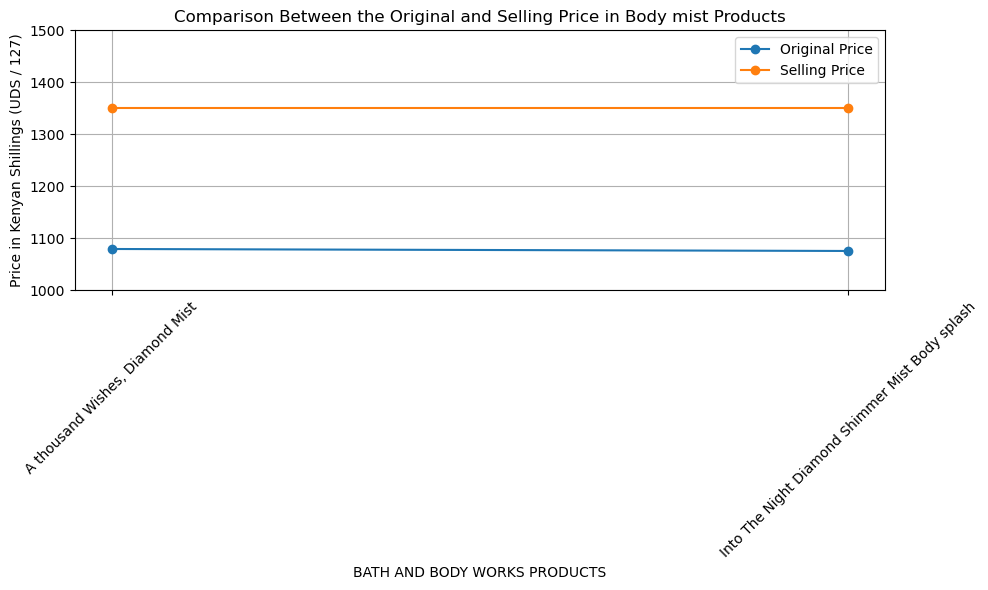 Comparison Between the Original and Selling Price in Body mist Products
Original Price
Selling Price
Price in Kenyan Shillings (UDS / 127)
1500
1400
1300
1200
1100
1000
A thousand Wishes, Diamond Mist
Into The Night Diamond Shimmer Mist Body splash
BATH AND BODY WORKS PRODUCTS